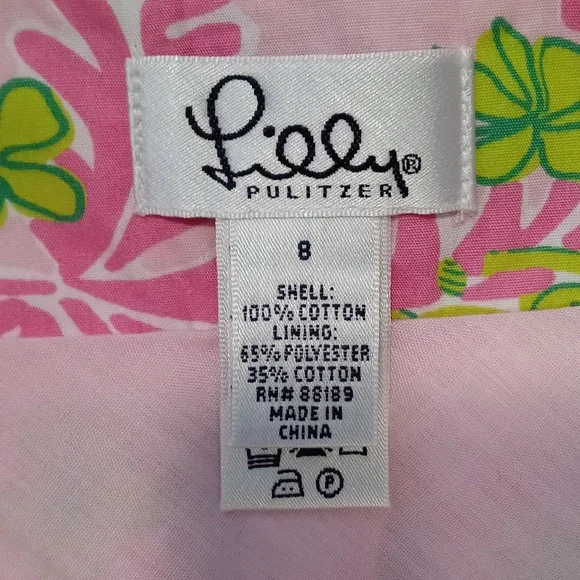 Lilly®
PULITZER
8
SHELL:
100% COTTON
LINING:
65% POLYESTER
35% COTTON
RN# 88189
MADE IN
CHINA
P